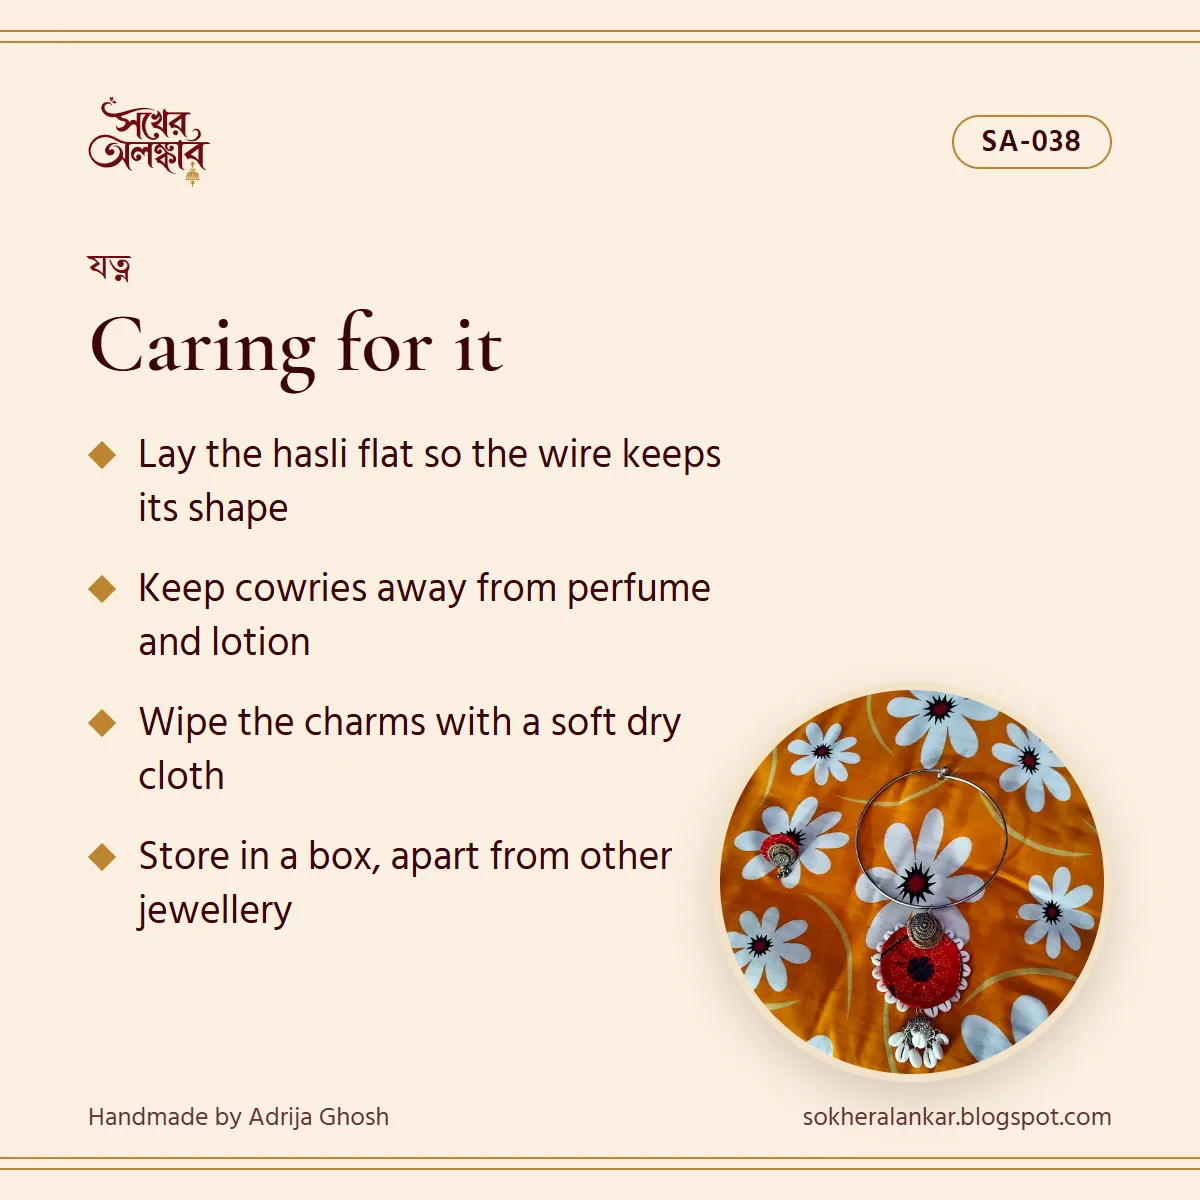 সখের
অলঙ্কার
SA-038
যত্ন
Caring for it
Lay the hasli flat so the wire keeps
its shape
Keep cowries away from perfume
and lotion
Wipe the charms with a soft dry
cloth
Store in a box, apart from other
jewellery
Handmade by Adrija Ghosh
sokheralankar.blogspot.com